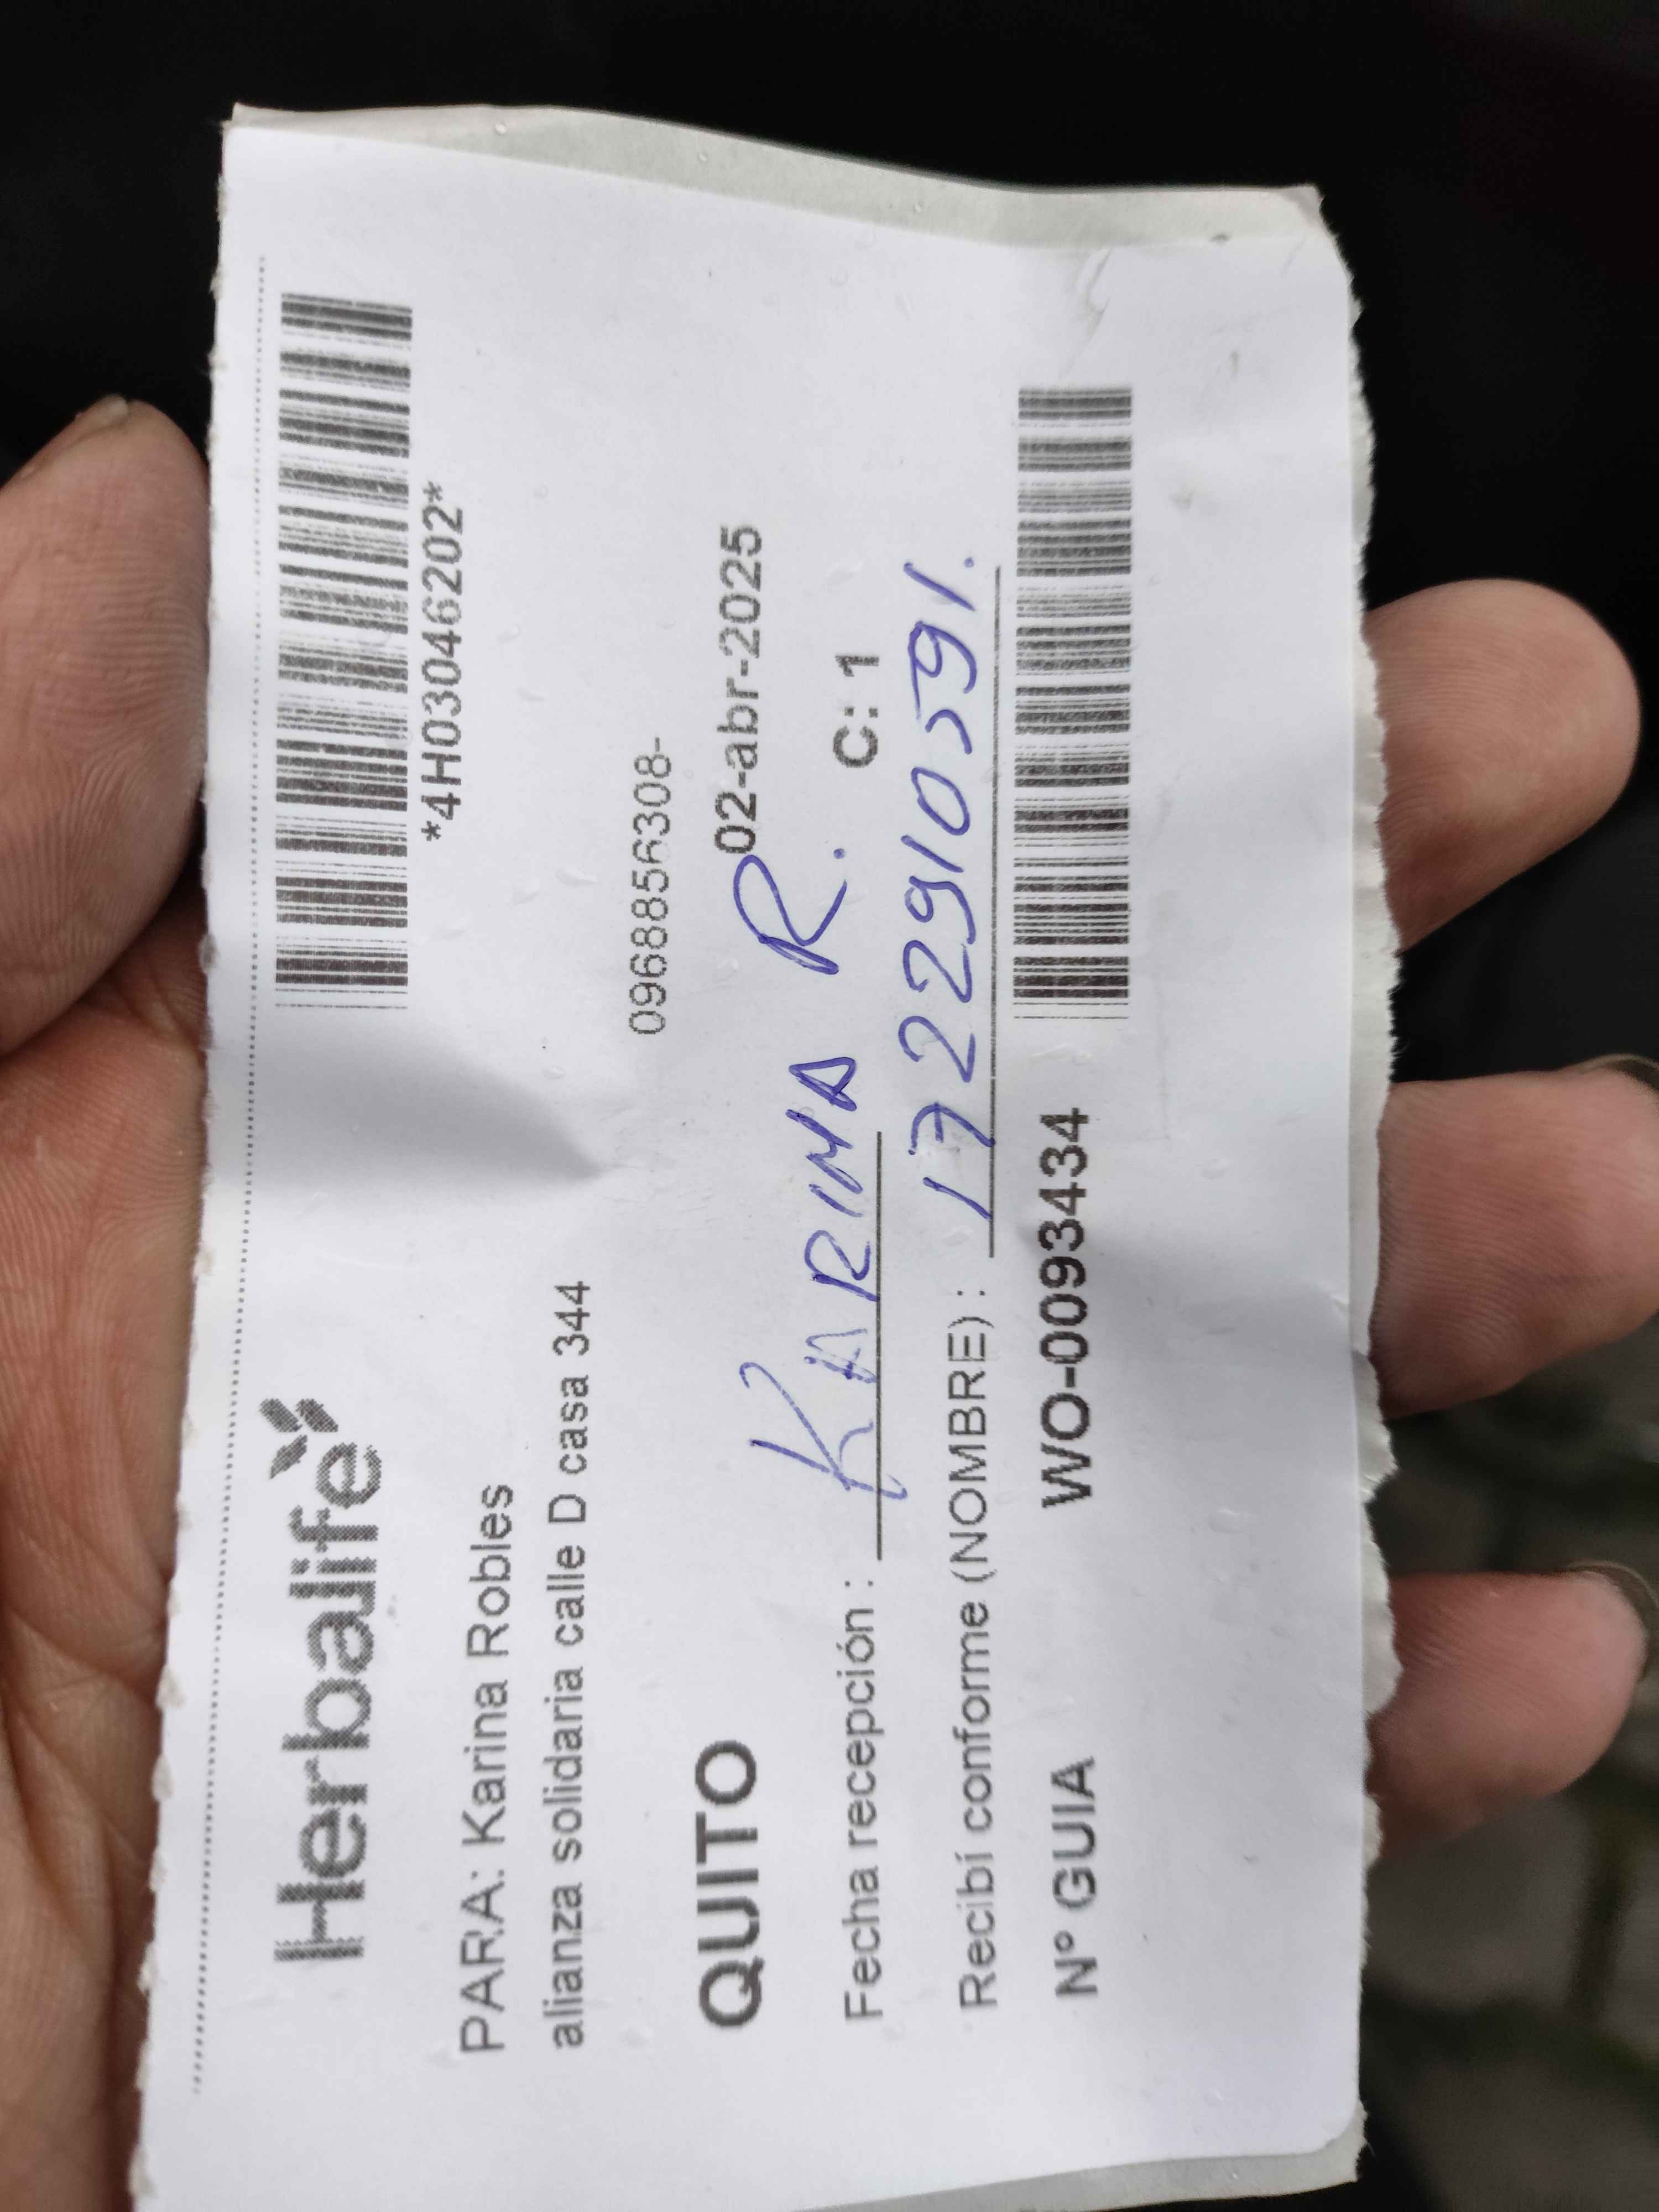 Herbalife
*4H03046202*
PARA: Karina Robles
alianza solidaria calle D casa 344
0968856308-
QUITO
02-abr-2025
Fecha recepción : KARINA R.
C: 1
Recibí conforme (NOMBRE) : 1722910591.
Nº GUIA WO-0093434